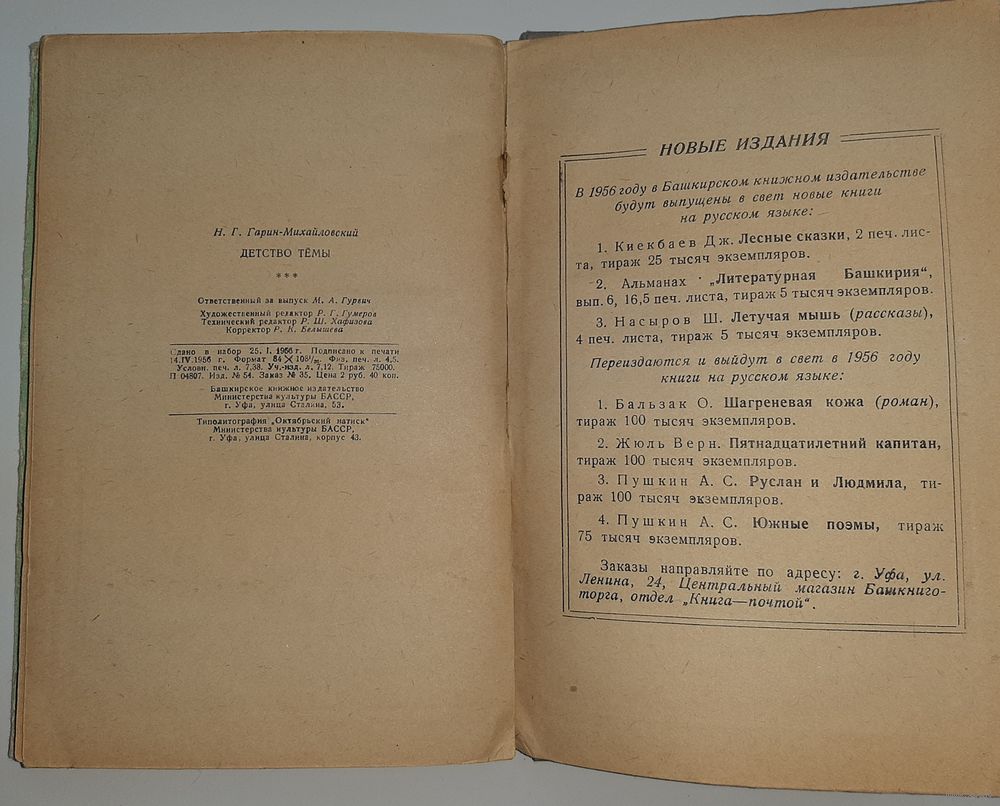 Н. Г. Гарин-Михайловский
ДЕТСТВО ТЁМЫ
***
Ответственный за выпуск М. А. Гурвич
Художественный редактор Р. Г. Гумеров
Технический редактор Р. Ш. Хафизова
Корректор Р. К. Белышева
Сдано в набор 25. I. 1956 г. Подписано к печати
14.IV.1956 г. Формат 84 × 108¹/₃₂. Физ. печ. л. 4,5.
Условн. печ. л. 7,38. Уч.-изд. л. 7,12. Тираж 75000.
П 04807. Изд. № 54. Заказ № 35. Цена 2 руб. 40 коп.
Башкирское книжное издательство
Министерства культуры БАССР,
г. Уфа, улица Сталина, 53.
Типолитография „Октябрьский натиск“
Министерства культуры БАССР,
г. Уфа, улица Сталина, корпус 43.
НОВЫЕ ИЗДАНИЯ
В 1956 году в Башкирском книжном издательстве
будут выпущены в свет новые книги
на русском языке:
1. Киекбаев Дж. Лесные сказки, 2 печ. лис-
та, тираж 25 тысяч экземпляров.
2. Альманах „Литературная Башкирия“,
вып. 6, 16,5 печ. листа, тираж 5 тысяч экземпляров.
3. Насыров Ш. Летучая мышь (рассказы),
4 печ. листа, тираж 5 тысяч экземпляров.
Переиздаются и выйдут в свет в 1956 году
книги на русском языке:
1. Бальзак О. Шагреневая кожа (роман),
тираж 100 тысяч экземпляров.
2. Жюль Верн. Пятнадцатилетний капитан,
тираж 100 тысяч экземпляров.
3. Пушкин А. С. Руслан и Людмила, ти-
раж 100 тысяч экземпляров.
4. Пушкин А. С. Южные поэмы, тираж
75 тысяч экземпляров.
Заказы направляйте по адресу: г. Уфа, ул.
Ленина, 24, Центральный магазин Башкниго-
торга, отдел „Книга—почтой“.